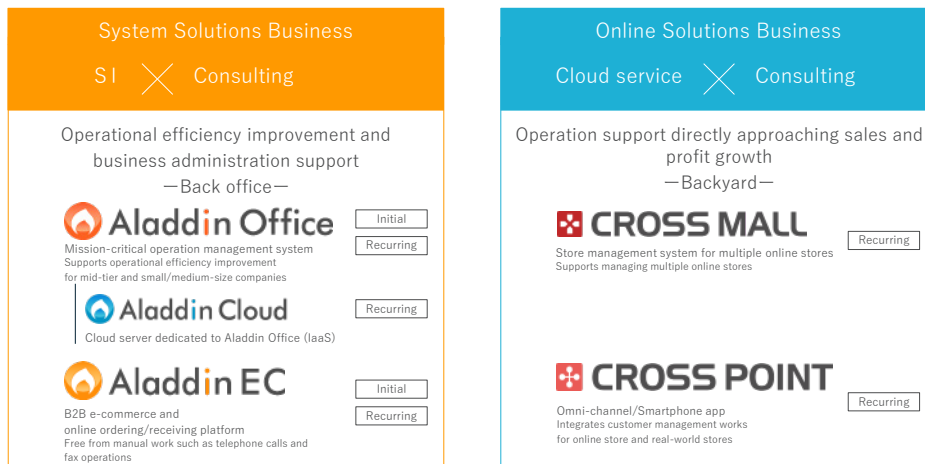 System Solutions Business
SI × Consulting
Operational efficiency improvement and
business administration support
—Back office—
Aladdin Office
Initial
Recurring
Mission-critical operation management system
Supports operational efficiency improvement
for mid-tier and small/medium-size companies
Aladdin Cloud
Recurring
Cloud server dedicated to Aladdin Office (IaaS)
Aladdin EC
Initial
Recurring
B2B e-commerce and
online ordering/receiving platform
Free from manual work such as telephone calls and
fax operations
Online Solutions Business
Cloud service × Consulting
Operation support directly approaching sales and
profit growth
—Backyard—
CROSS MALL
Recurring
Store management system for multiple online stores
Supports managing multiple online stores
CROSS POINT
Recurring
Omni-channel/Smartphone app
Integrates customer management works
for online store and real-world stores